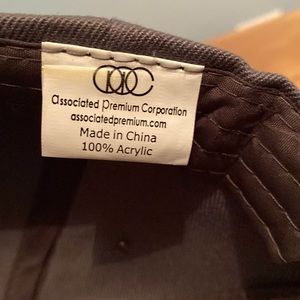 associated premium Corporation
associatedpremium.com
Made in China
100% Acrylic